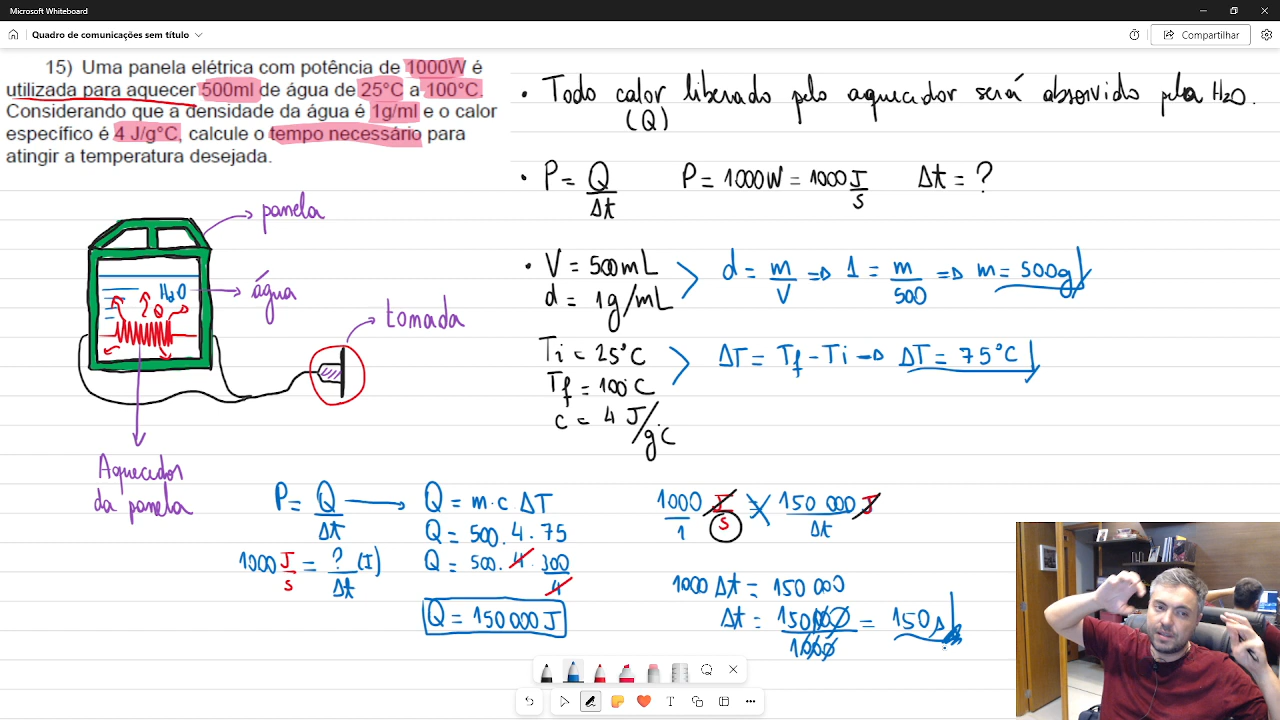 Microsoft Whiteboard
Quadro de comunicações sem título
Compartilhar
15) Uma panela elétrica com potência de 1000W é
utilizada para aquecer 500ml de água de 25°C a 100°C.
Considerando que a densidade da água é 1g/ml e o calor
específico é 4 J/g°C, calcule o tempo necessário para
atingir a temperatura desejada.
• Todo calor liberado pelo aquecedor será absorvido pela H2O.
(Q)
• P = Q/Δt P = 1000W = 1000 J/s Δt = ?
• V = 500mL
d = 1g/mL
d = m/V => 1 = m/500 => m = 500g
Ti = 25°C
Tf = 100°C
c = 4 J/g°C
ΔT = Tf - Ti -> ΔT = 75°C
panela
água
H2O
Q
tomada
Aquecedor
da panela
P = Q/Δt
1000 J/s = ?/Δt (J)
Q = m.c ΔT
Q = 500.4.75
Q = 500.4.300/4
Q = 150 000 J
1000/1 J/s = 150 000/Δt J
1000 Δt = 150 000
Δt = 150000/1000 = 150s
T